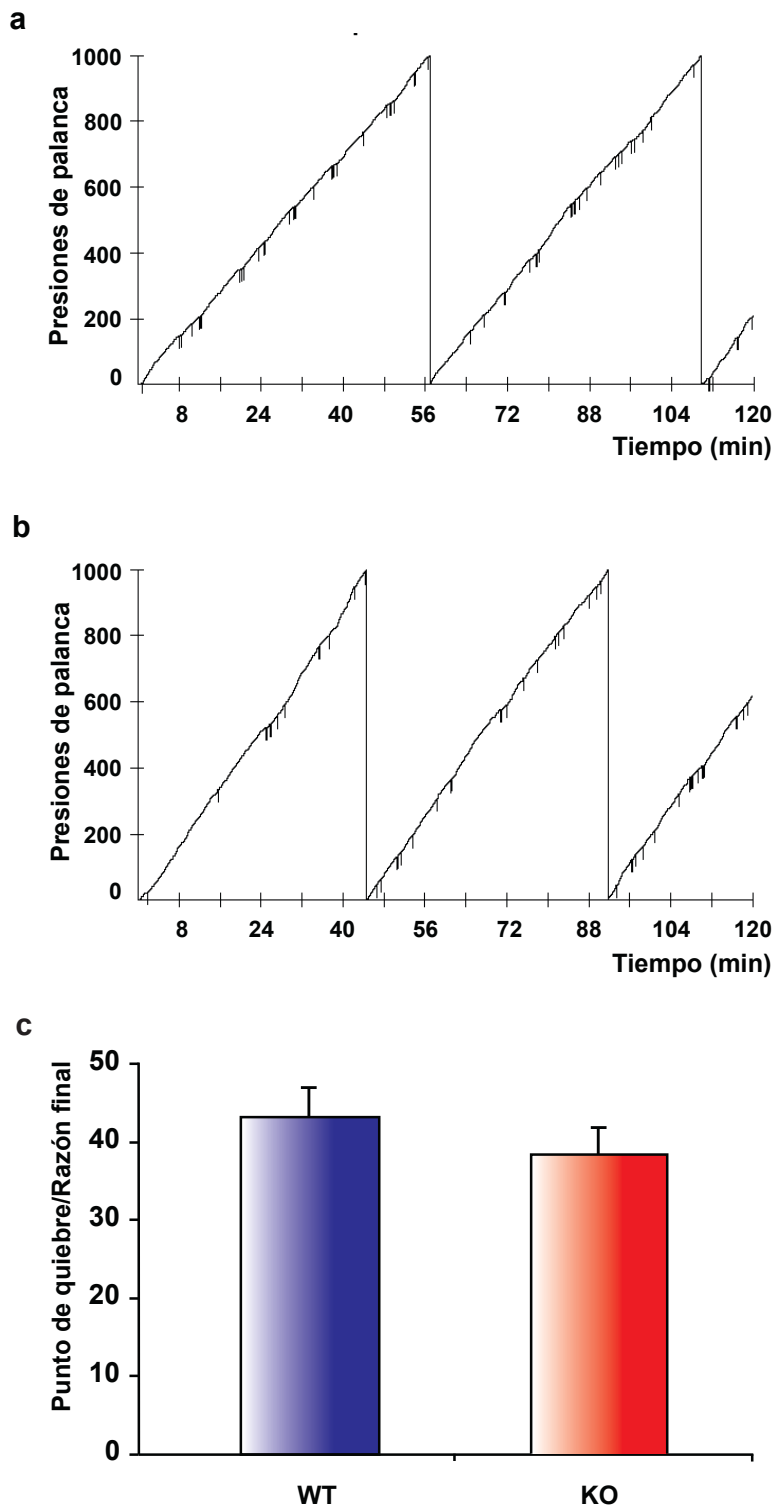 a
1000
800
600
400
200
0
Presiones de palanca
8 24 40 56 72 88 104 120
Tiempo (min)
b
1000
800
600
400
200
0
Presiones de palanca
8 24 40 56 72 88 104 120
Tiempo (min)
c
50
40
30
20
10
0
Punto de quiebre/Razón final
WT KO